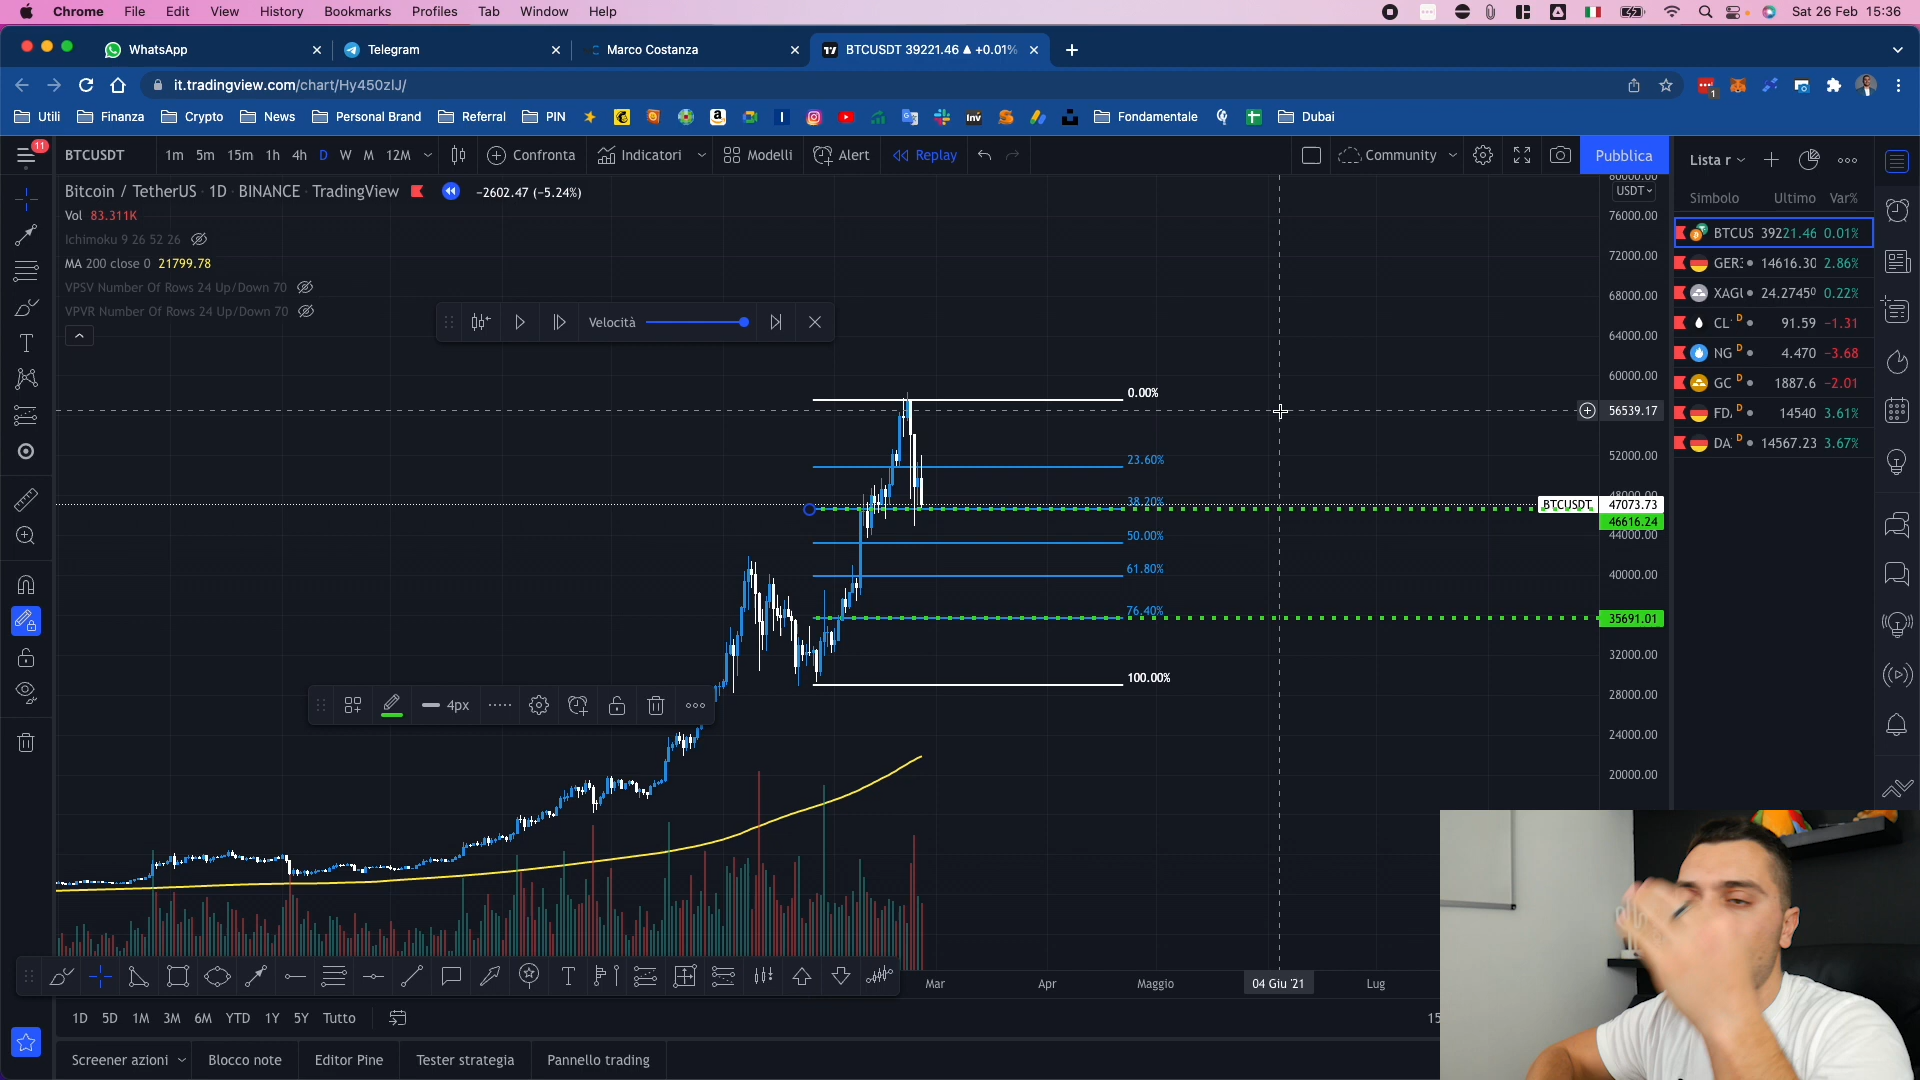 Chrome File Edit View History Bookmarks Profiles Tab Window Help Sat 26 Feb 15:36
WhatsApp Telegram Marco Costanza BTCUSDT 39221.46 ▲ +0.01%
it.tradingview.com/chart/Hy450zIJ/
Utili Finanza Crypto News Personal Brand Referral PIN Fondamentale Dubai
11 BTCUSDT 1m 5m 15m 1h 4h D W M 12M Confronta Indicatori Modelli Alert Replay Community Pubblica Lista r
Bitcoin / TetherUS · 1D · BINANCE · TradingView −2602.47 (−5.24%)
Vol 83.311K
Ichimoku 9 26 52 26
MA 200 close 0 21799.78
VPSV Number Of Rows 24 Up/Down 70
VPVR Number Of Rows 24 Up/Down 70
Velocità
0.00%
23.60%
38.20%
50.00%
61.80%
76.40%
100.00%
4px
80000.00
USDT
76000.00
72000.00
68000.00
64000.00
60000.00
56539.17
52000.00
48000.00
BTCUSDT 47073.73
46616.24
44000.00
40000.00
35691.01
32000.00
28000.00
24000.00
20000.00
Simbolo Ultimo Var%
BTCUS 39221.46 0.01%
14616.30 2.86%
24.2745⁰ 0.22%
CL D 91.59 −1.31
NG D 4.470 −3.68
GC D 1887.6 −2.01
D 14540 3.61%
D 14567.23 3.67%
Mar Apr Maggio 04 Giu '21 Lug
1D 5D 1M 3M 6M YTD 1Y 5Y Tutto 15
Screener azioni Blocco note Editor Pine Tester strategia Pannello trading